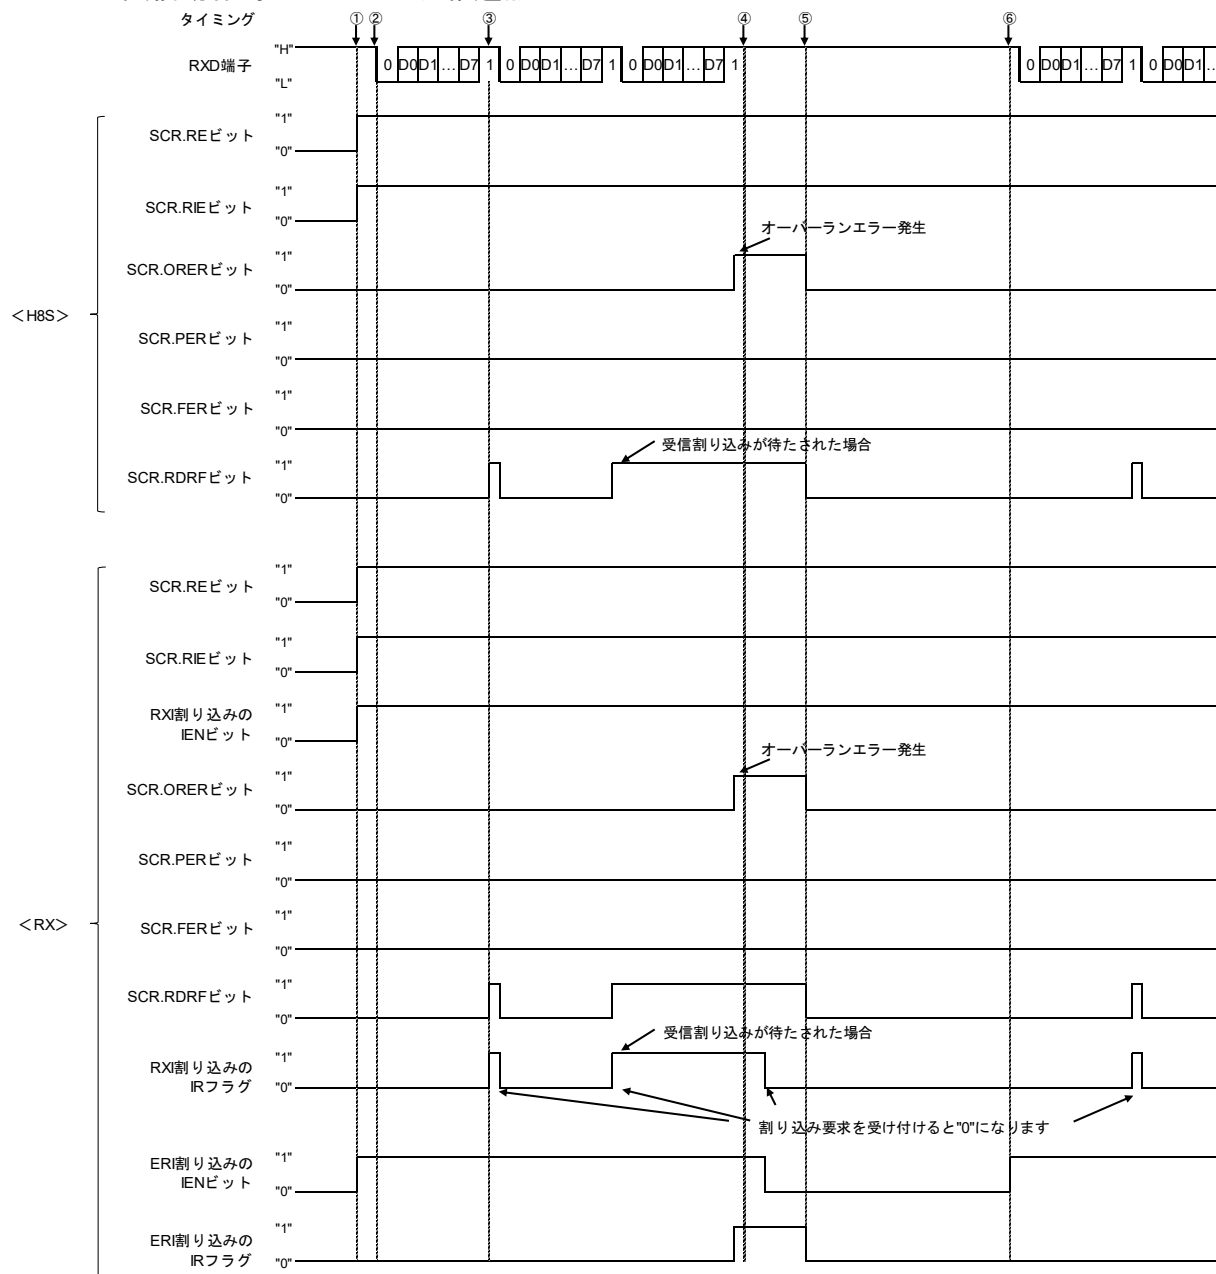 タイミング ① ② ③ ④ ⑤ ⑥
RXD端子 "H" "L" 0 D0 D1 … D7 1 0 D0 D1 … D7 1 0 D0 D1 … D7 1 0 D0 D1 … D7 1 0 D0 D1 …
<H8S>
SCR.REビット "1" "0"
SCR.RIEビット "1" "0"
オーバーランエラー発生
SCR.ORERビット "1" "0"
SCR.PERビット "1" "0"
SCR.FERビット "1" "0"
受信割り込みが待たされた場合
SCR.RDRFビット "1" "0"
<RX>
SCR.REビット "1" "0"
SCR.RIEビット "1" "0"
RXI割り込みの
IENビット "1" "0"
オーバーランエラー発生
SCR.ORERビット "1" "0"
SCR.PERビット "1" "0"
SCR.FERビット "1" "0"
SCR.RDRFビット "1" "0"
受信割り込みが待たされた場合
RXI割り込みの
IRフラグ "1" "0"
割り込み要求を受け付けると"0"になります
ERI割り込みの
IENビット "1" "0"
ERI割り込みの
IRフラグ "1" "0"